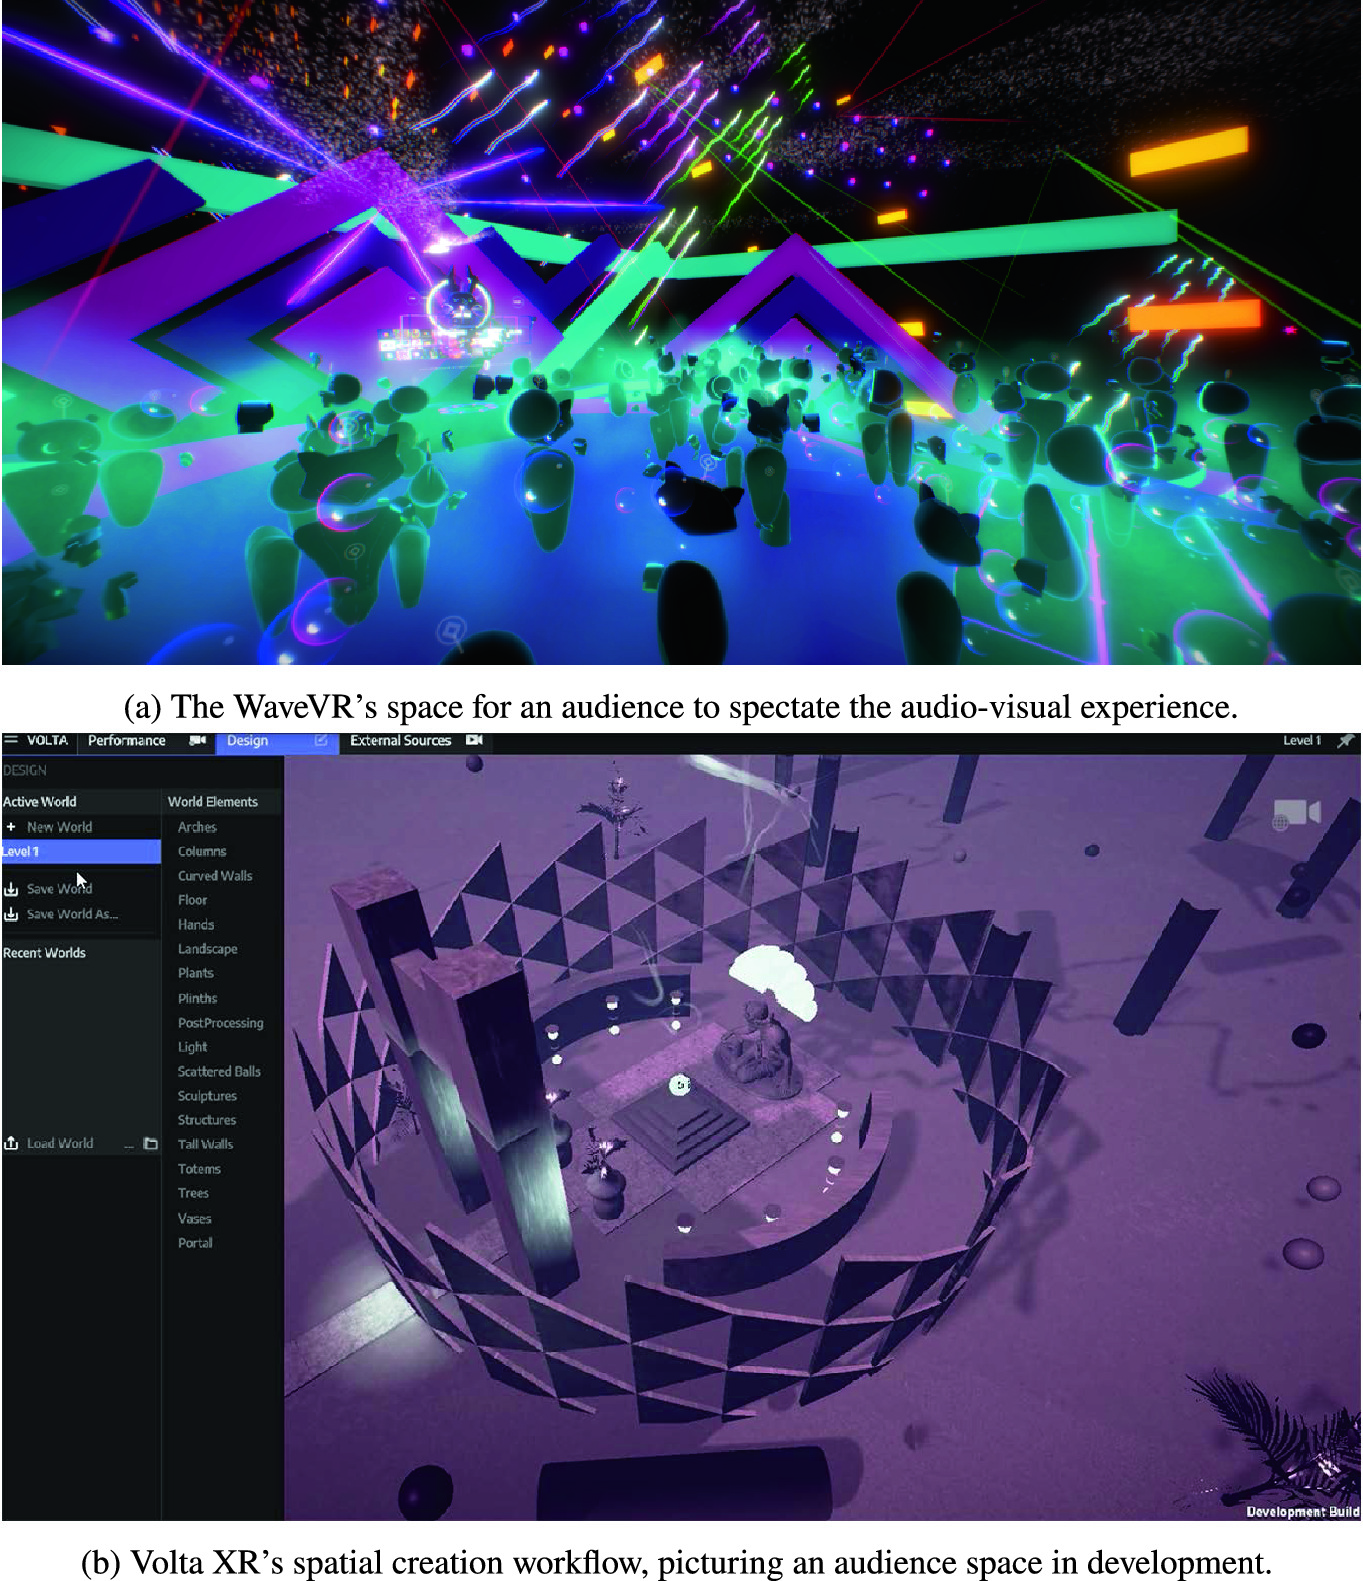 (a) The WaveVR’s space for an audience to spectate the audio-visual experience.
VOLTA Performance Design External Sources Level 1
DESIGN
Active World
World Elements
New World
Level 1
Save World
Save World As...
Recent Worlds
Load World ...
Arches
Columns
Curved Walls
Floor
Hands
Landscape
Plants
Plinths
PostProcessing
Light
Scattered Balls
Sculptures
Structures
Tall Walls
Totems
Trees
Vases
Portal
Development Build
(b) Volta XR’s spatial creation workflow, picturing an audience space in development.